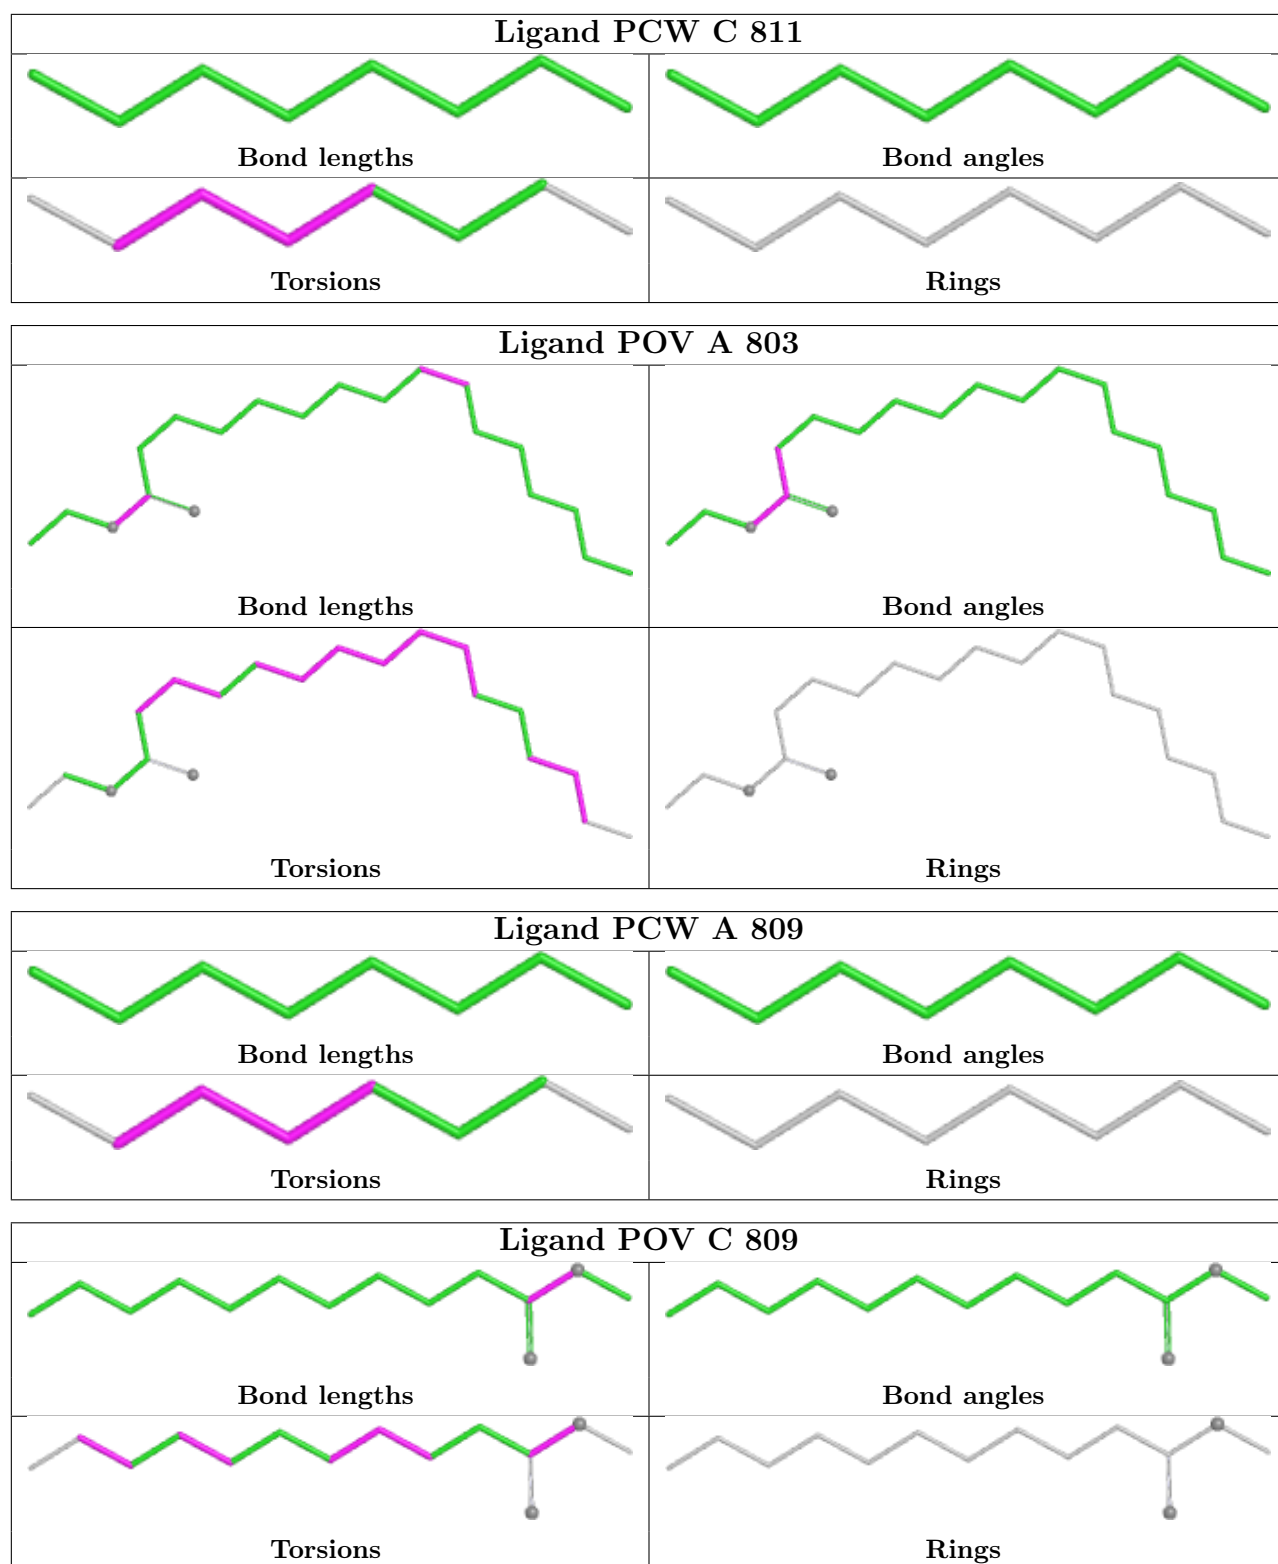 Ligand PCW C 811
Bond lengths Bond angles
Torsions Rings
Ligand POV A 803
Bond lengths Bond angles
Torsions Rings
Ligand PCW A 809
Bond lengths Bond angles
Torsions Rings
Ligand POV C 809
Bond lengths Bond angles
Torsions Rings